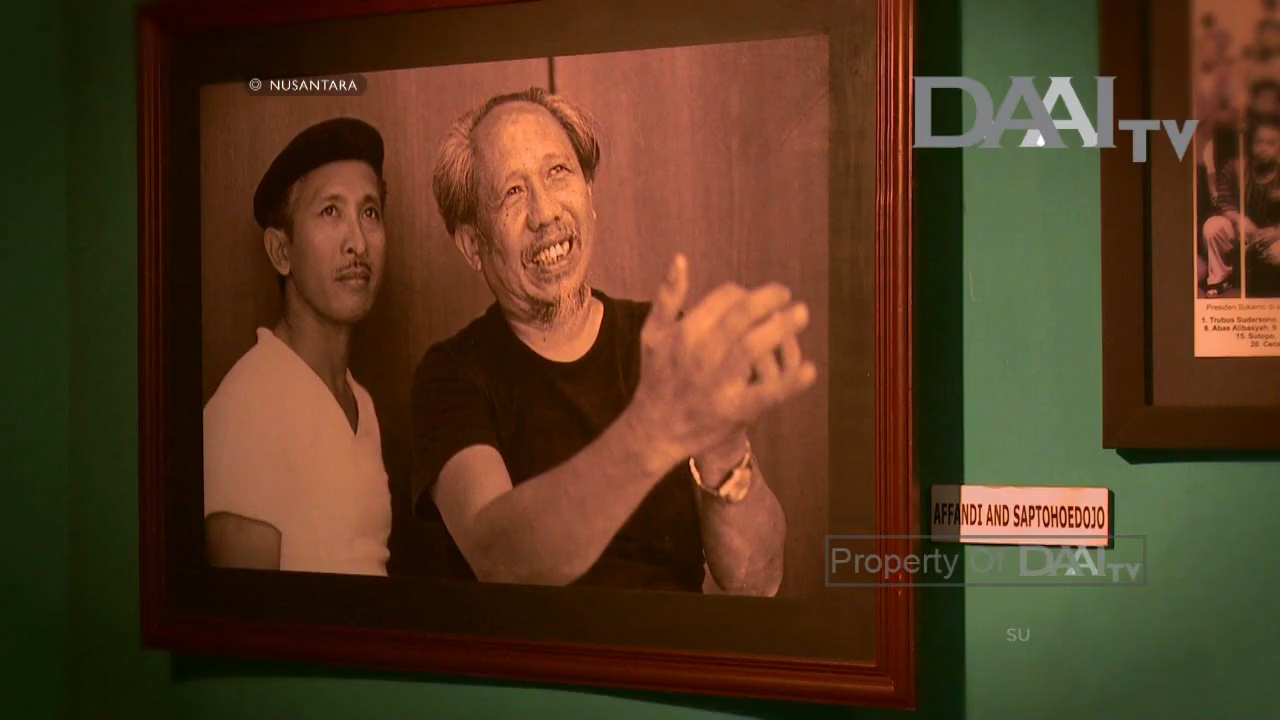 NUSANTARA
DAAI TV
Presiden Sukarno
1. Trubus Sudarsono,
8. Abas Alibasyah, 9.
15. Sutopo,
20.
AFFANDI AND SAPTOHOEDOJO
Property Of DAAI TV
SU